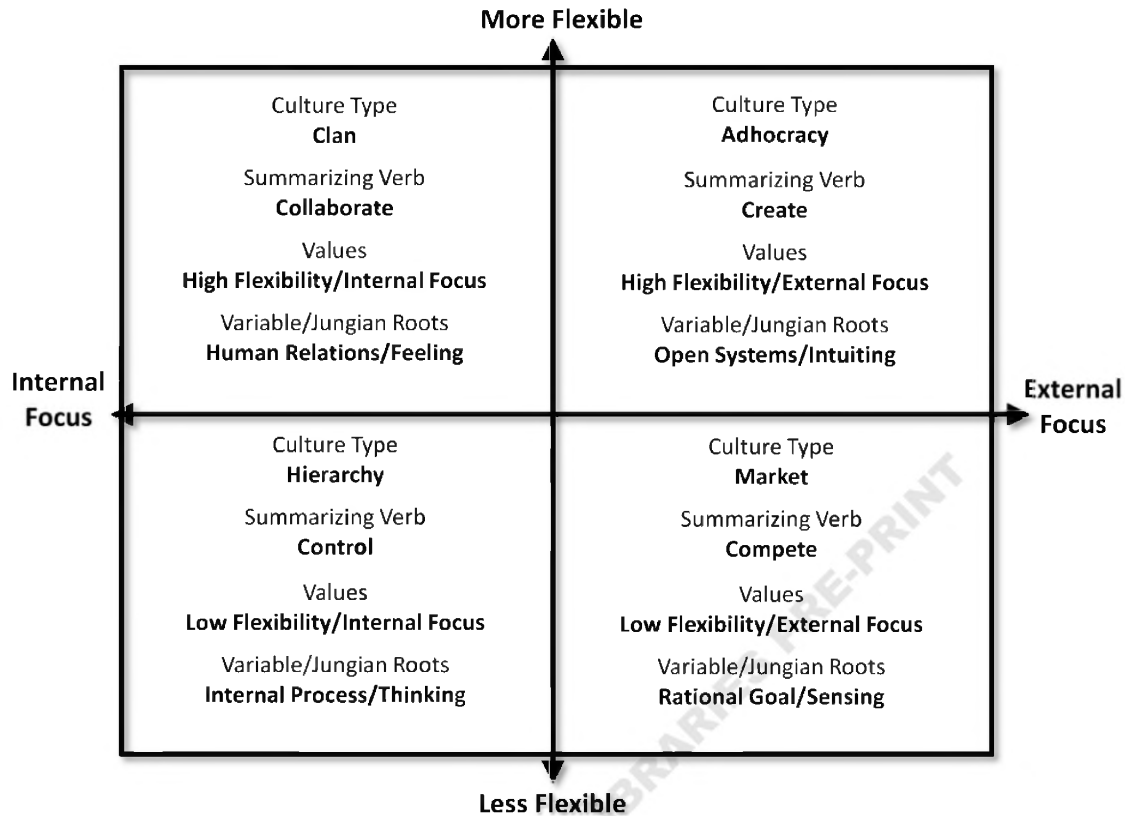 More Flexible
Culture Type
Clan
Summarizing Verb
Collaborate
Values
High Flexibility/Internal Focus
Variable/Jungian Roots
Human Relations/Feeling
Culture Type
Adhocracy
Summarizing Verb
Create
Values
High Flexibility/External Focus
Variable/Jungian Roots
Open Systems/Intuiting
Internal
Focus
External
Focus
Culture Type
Hierarchy
Summarizing Verb
Control
Values
Low Flexibility/Internal Focus
Variable/Jungian Roots
Internal Process/Thinking
Culture Type
Market
Summarizing Verb
Compete
Values
Low Flexibility/External Focus
Variable/Jungian Roots
Rational Goal/Sensing
Less Flexible
PRE-PRINT